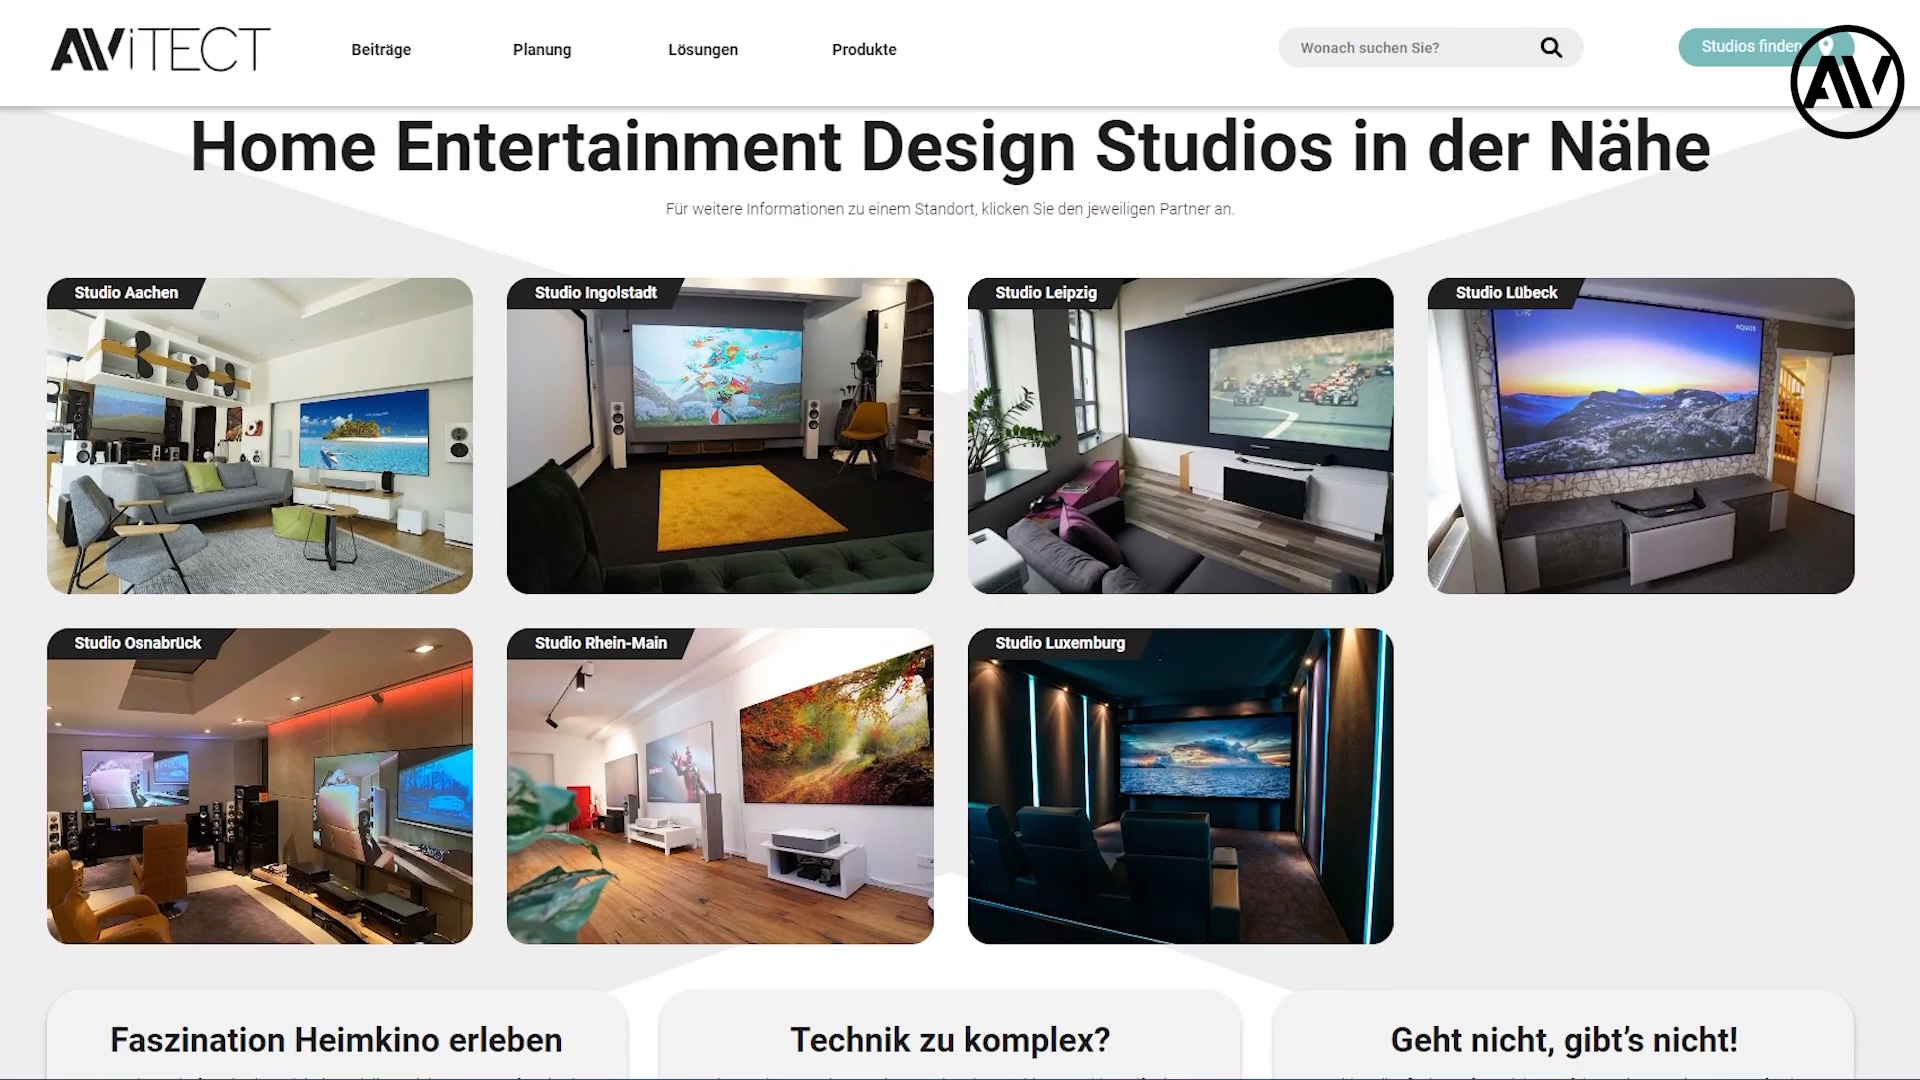 AViTECT
Beiträge
Planung
Lösungen
Produkte
Wonach suchen Sie?
Studios finden
AV
Home Entertainment Design Studios in der Nähe
Für weitere Informationen zu einem Standort, klicken Sie den jeweiligen Partner an.
Studio Aachen
Studio Ingolstadt
Studio Leipzig
Studio Lübeck
AQUOS
Studio Osnabrück
Studio Rhein-Main
Studio Luxemburg
Faszination Heimkino erleben
Technik zu komplex?
Geht nicht, gibt’s nicht!